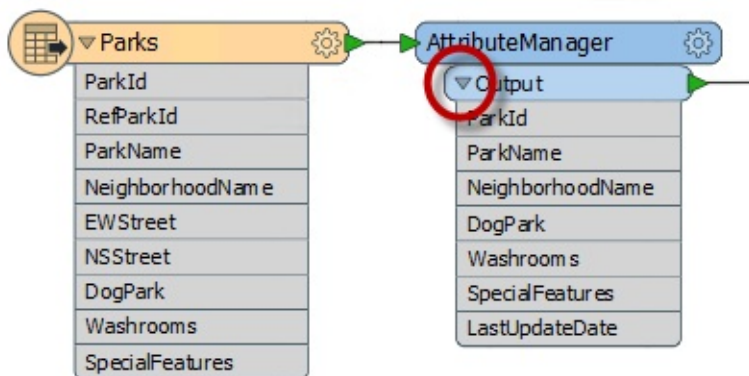 Parks
ParkId
RefParkId
ParkName
NeighborhoodName
EWStreet
NSStreet
DogPark
Washrooms
SpecialFeatures
AttributeManager
Output
ParkId
ParkName
NeighborhoodName
DogPark
Washrooms
SpecialFeatures
LastUpdateDate